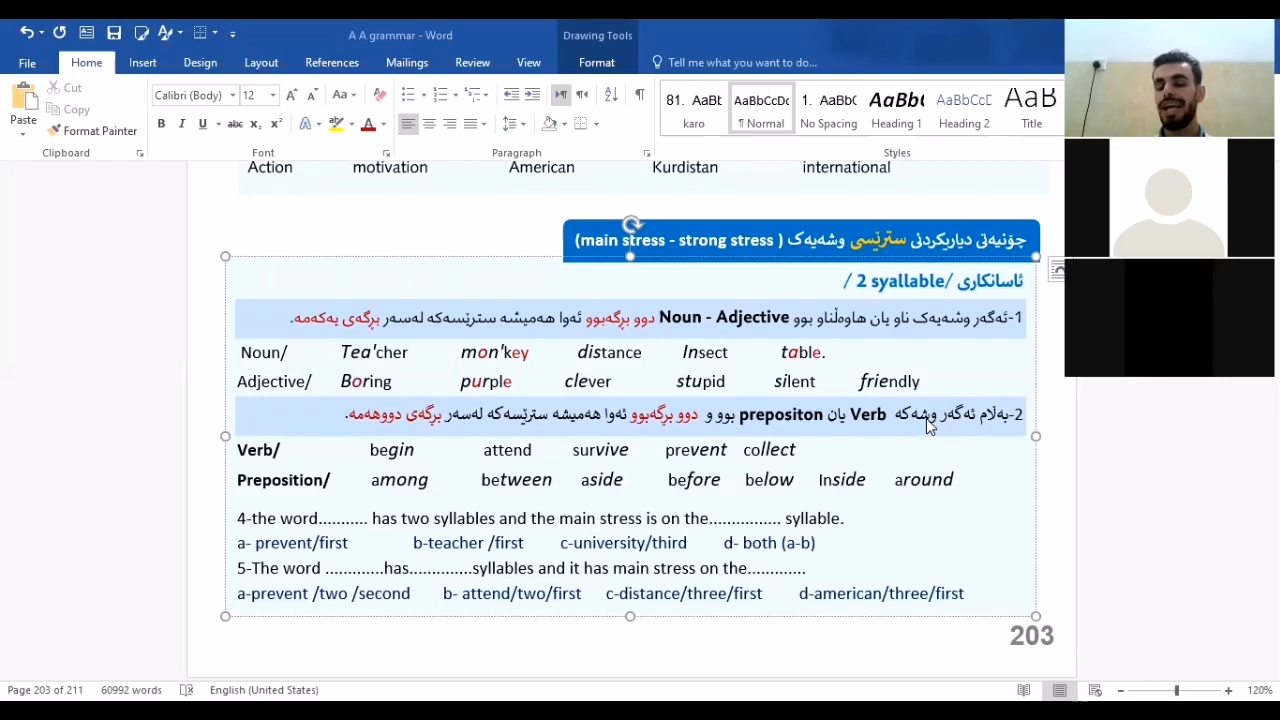 A A grammar - Word
Drawing Tools
File Home Insert Design Layout References Mailings Review View Format Tell me what you want to do...
Paste
Cut
Copy
Format Painter
Calibri (Body) 12
Clipboard Font Paragraph Styles
81. AaBt AaBbCcDc 1. AaBbC AaBb( AaBbCcD AaB
karo ¶ Normal No Spacing Heading 1 Heading 2 Title
Action motivation American Kurdistan international
چۆنیەتی دیاریکردنی سترێسی وشەیەک ( main stress - strong stress)
ئاسانکاری /2 syallable /
1-ئەگەر وشەیەک ناو یان هاوەڵناو بوو Noun - Adjective دوو برگەبوو ئەوا هەمیشە سترێسەکە لەسەر برگەی یەکەمە.
Noun/ Tea'cher mon'key distance Insect table.
Adjective/ Boring purple clever stupid silent friendly
2-بەڵام ئەگەر وشەکە Verb یان prepositon بوو و دوو برگەبوو ئەوا هەمیشە سترێسەکە لەسەر برگەی دووهەمە.
Verb/ begin attend survive prevent collect
Preposition/ among between aside before below Inside around
4-the word........... has two syllables and the main stress is on the................ syllable.
a- prevent/first b-teacher /first c-university/third d- both (a-b)
5-The word .............has..............syllables and it has main stress on the.............
a-prevent /two /second b- attend/two/first c-distance/three/first d-american/three/first
203
Page 203 of 211 60992 words English (United States) 120%